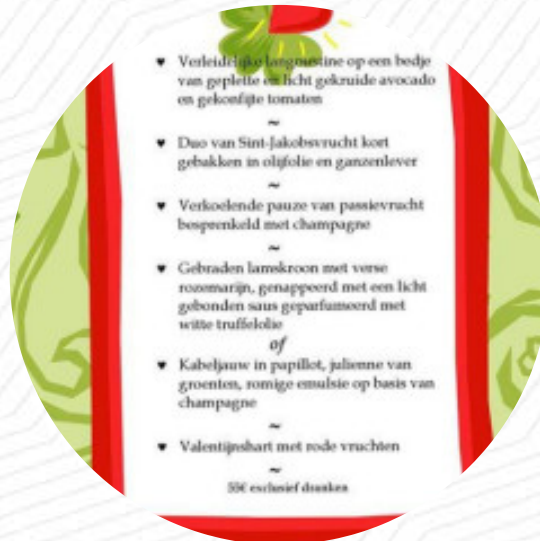 ♥ Verleidelijke langoustine op een bedje
van geplette en licht gekruide avocado
en gekonfijte tomaten
~
♥ Duo van Sint-Jakobsvrucht kort
gebakken in olijfolie en ganzenlever
~
♥ Verkoelende pauze van passievrucht
besprenkeld met champagne
~
♥ Gebraden lamskroon met verse
rozemarijn, genappeerd met een licht
gebonden saus geparfumeerd met
witte truffelolie
of
♥ Kabeljauw in papillot, julienne van
groenten, romige emulsie op basis van
champagne
~
♥ Valentijnshart met rode vruchten
~
55€ exclusief dranken